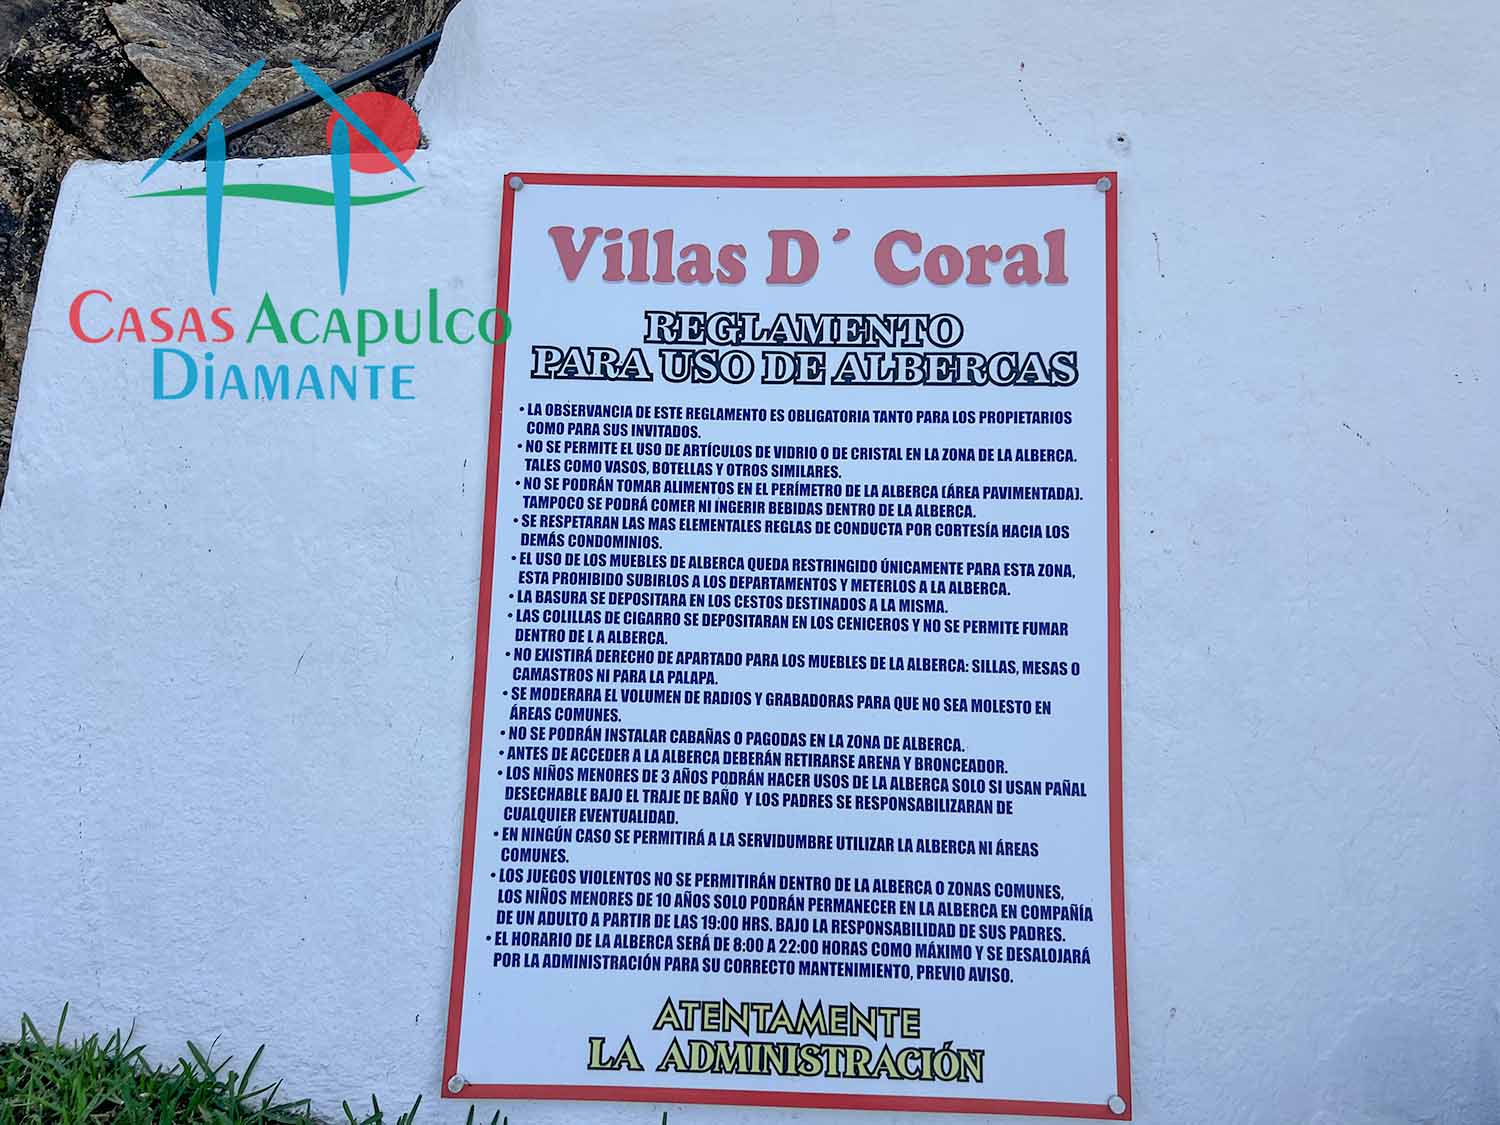 CASAS ACAPULCO
DIAMANTE
Villas D´ Coral
REGLAMENTO
PARA USO DE ALBERCAS
• LA OBSERVANCIA DE ESTE REGLAMENTO ES OBLIGATORIA TANTO PARA LOS PROPIETARIOS
COMO PARA SUS INVITADOS.
• NO SE PERMITE EL USO DE ARTÍCULOS DE VIDRIO O DE CRISTAL EN LA ZONA DE LA ALBERCA.
TALES COMO VASOS, BOTELLAS Y OTROS SIMILARES.
• NO SE PODRÁN TOMAR ALIMENTOS EN EL PERÍMETRO DE LA ALBERCA (ÁREA PAVIMENTADA).
TAMPOCO SE PODRÁ COMER NI INGERIR BEBIDAS DENTRO DE LA ALBERCA.
• SE RESPETARAN LAS MAS ELEMENTALES REGLAS DE CONDUCTA POR CORTESÍA HACIA LOS
DEMÁS CONDOMINIOS.
• EL USO DE LOS MUEBLES DE ALBERCA QUEDA RESTRINGIDO ÚNICAMENTE PARA ESTA ZONA,
ESTA PROHIBIDO SUBIRLOS A LOS DEPARTAMENTOS Y METERLOS A LA ALBERCA.
• LA BASURA SE DEPOSITARA EN LOS CESTOS DESTINADOS A LA MISMA.
• LAS COLILLAS DE CIGARRO SE DEPOSITARAN EN LOS CENICEROS Y NO SE PERMITE FUMAR
DENTRO DE L A ALBERCA.
• NO EXISTIRÁ DERECHO DE APARTADO PARA LOS MUEBLES DE LA ALBERCA: SILLAS, MESAS O
CAMASTROS NI PARA LA PALAPA.
• SE MODERARA EL VOLUMEN DE RADIOS Y GRABADORAS PARA QUE NO SEA MOLESTO EN
ÁREAS COMUNES.
• NO SE PODRÁN INSTALAR CABAÑAS O PAGODAS EN LA ZONA DE ALBERCA.
• ANTES DE ACCEDER A LA ALBERCA DEBERÁN RETIRARSE ARENA Y BRONCEADOR.
• LOS NIÑOS MENORES DE 3 AÑOS PODRÁN HACER USOS DE LA ALBERCA SOLO SI USAN PAÑAL
DESECHABLE BAJO EL TRAJE DE BAÑO Y LOS PADRES SE RESPONSABILIZARAN DE
CUALQUIER EVENTUALIDAD.
• EN NINGÚN CASO SE PERMITIRÁ A LA SERVIDUMBRE UTILIZAR LA ALBERCA NI ÁREAS
COMUNES.
• LOS JUEGOS VIOLENTOS NO SE PERMITIRÁN DENTRO DE LA ALBERCA O ZONAS COMUNES,
LOS NIÑOS MENORES DE 10 AÑOS SOLO PODRÁN PERMANECER EN LA ALBERCA EN COMPAÑÍA
DE UN ADULTO A PARTIR DE LAS 19:00 HRS. BAJO LA RESPONSABILIDAD DE SUS PADRES.
• EL HORARIO DE LA ALBERCA SERÁ DE 8:00 A 22:00 HORAS COMO MÁXIMO Y SE DESALOJARÁ
POR LA ADMINISTRACIÓN PARA SU CORRECTO MANTENIMIENTO, PREVIO AVISO.
ATENTAMENTE
LA ADMINISTRACIÓN